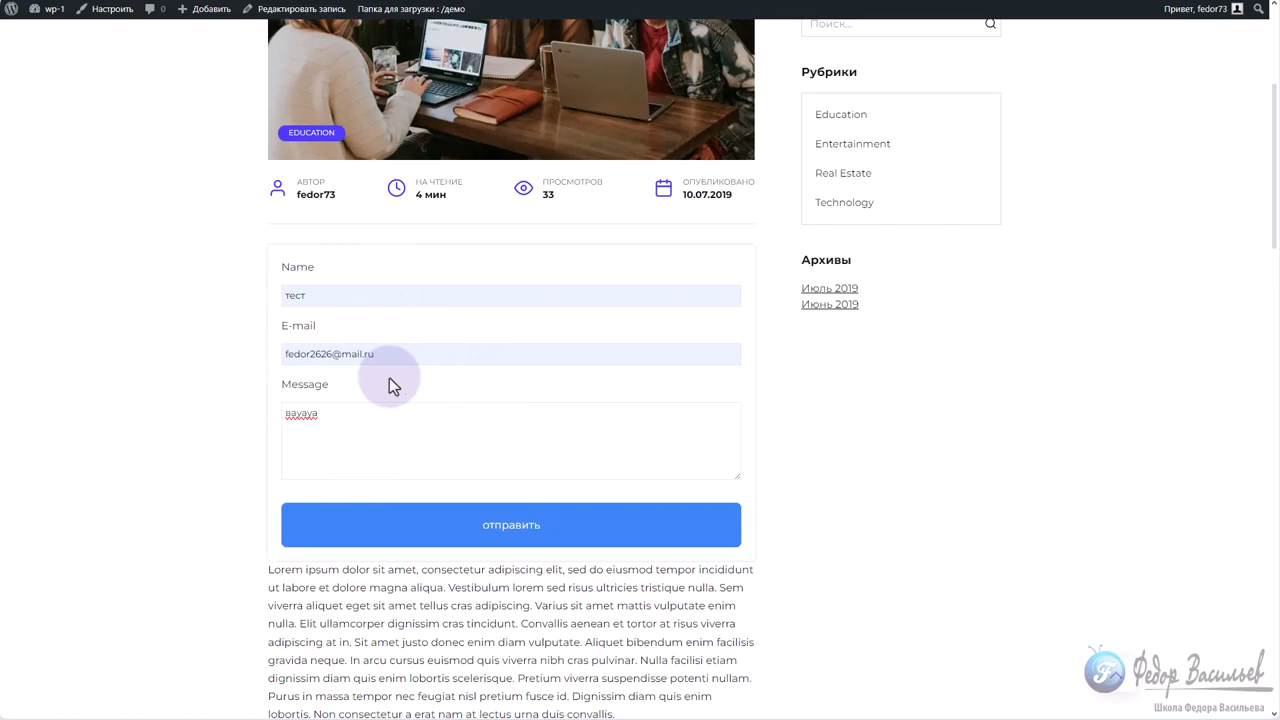 wp-1 Настроить 0 Добавить Редактировать запись Папка для загрузки : /демо Привет, fedor73
Поиск...
Рубрики
Education
Entertainment
Real Estate
Technology
Архивы
Июль 2019
Июнь 2019
EDUCATION
АВТОР
fedor73
НА ЧТЕНИЕ
4 мин
ПРОСМОТРОВ
33
ОПУБЛИКОВАНО
10.07.2019
Name
тест
E-mail
fedor2626@mail.ru
Message
вауауа
отправить
Lorem ipsum dolor sit amet, consectetur adipiscing elit, sed do eiusmod tempor incididunt
ut labore et dolore magna aliqua. Vestibulum lorem sed risus ultricies tristique nulla. Sem
viverra aliquet eget sit amet tellus cras adipiscing. Varius sit amet mattis vulputate enim
nulla. Elit ullamcorper dignissim cras tincidunt. Convallis aenean et tortor at risus viverra
adipiscing at in. Sit amet justo donec enim diam vulputate. Aliquet bibendum enim facilisis
gravida neque. In arcu cursus euismod quis viverra nibh cras pulvinar. Nulla facilisi etiam
dignissim diam quis enim lobortis scelerisque. Pretium viverra suspendisse potenti nullam.
Purus in massa tempor nec feugiat nisl pretium fusce id. Dignissim diam quis enim
lobortis. Non consectetur a erat nam at lectus urna duis convallis.
Федор Васильев
Школа Федора Васильева